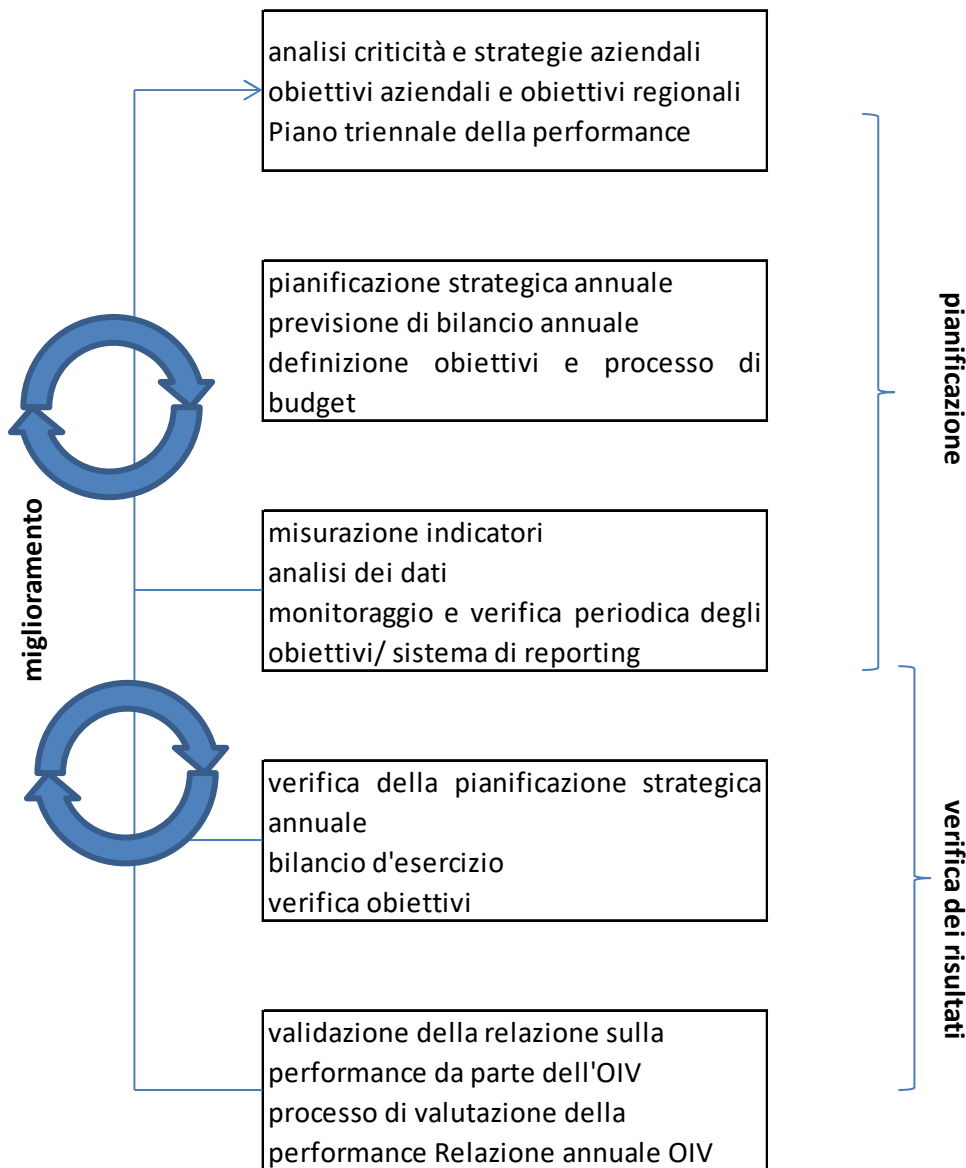 analisi criticità e strategie aziendali
obiettivi aziendali e obiettivi regionali
Piano triennale della performance
pianificazione strategica annuale
previsione di bilancio annuale
definizione obiettivi e processo di
budget
pianificazione
miglioramento
misurazione indicatori
analisi dei dati
monitoraggio e verifica periodica degli
obiettivi/ sistema di reporting
verifica della pianificazione strategica
annuale
bilancio d'esercizio
verifica obiettivi
verifica dei risultati
validazione della relazione sulla
performance da parte dell'OIV
processo di valutazione della
performance Relazione annuale OIV